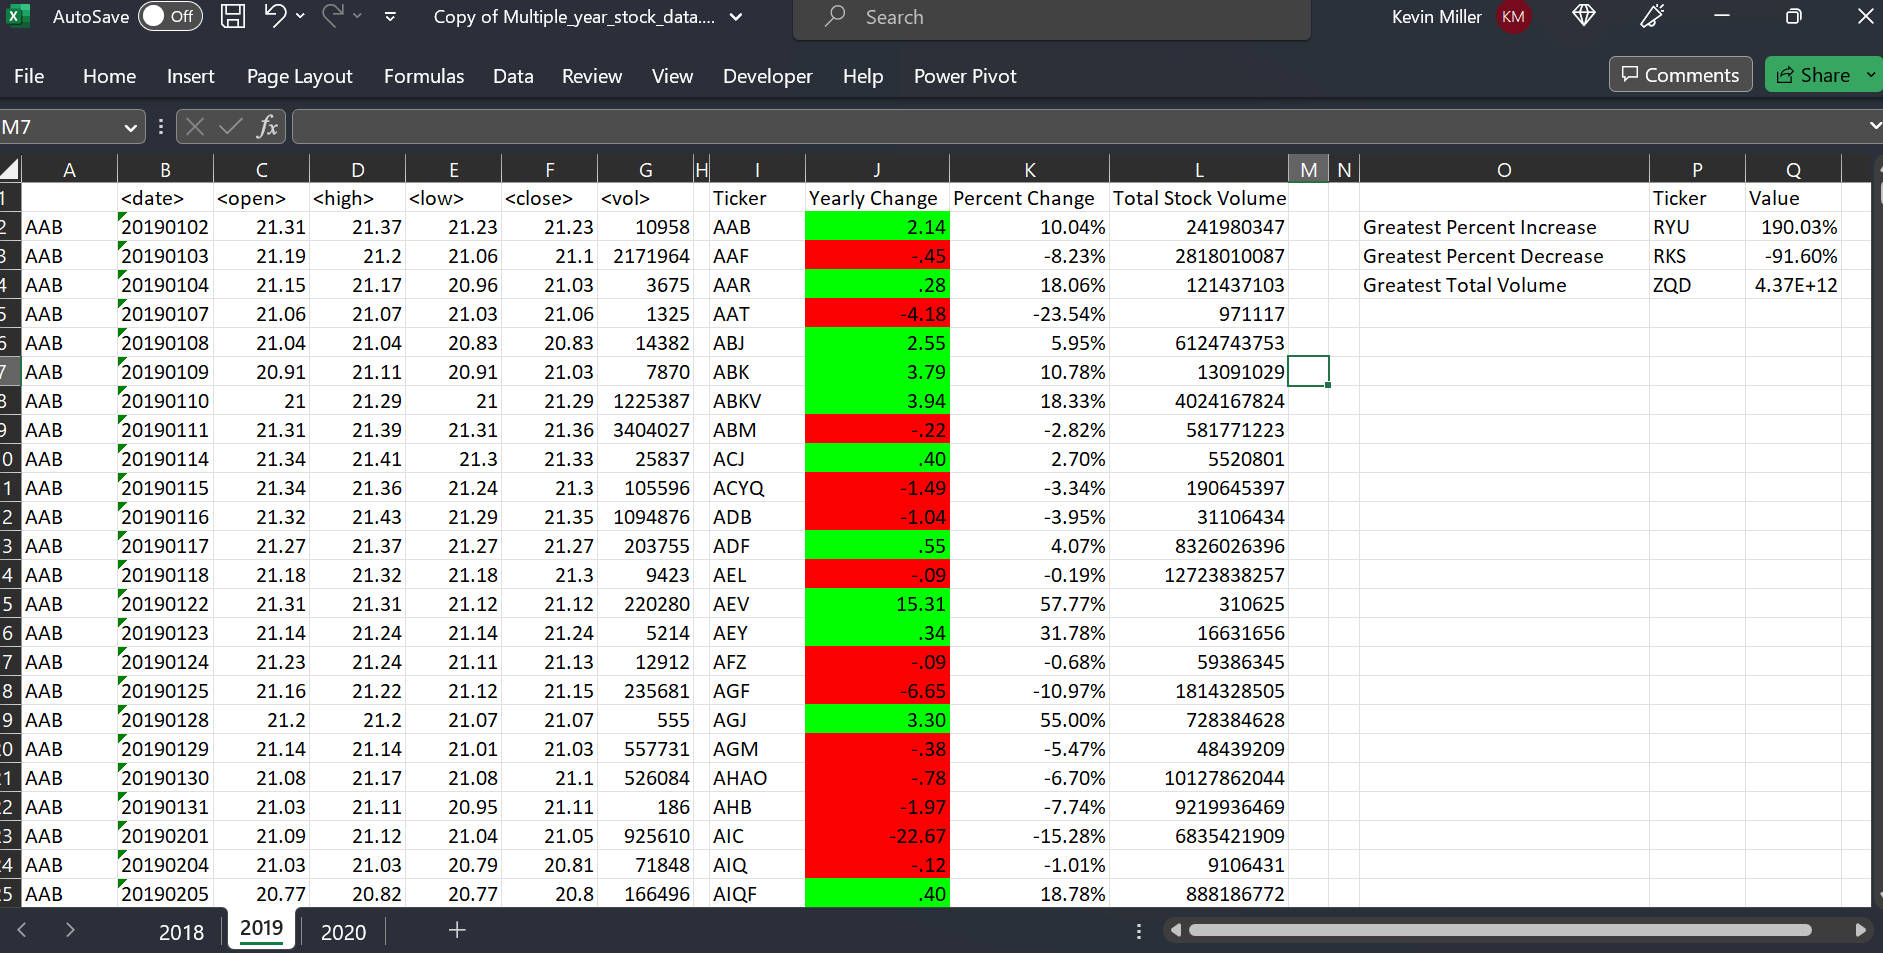 AutoSave Off Copy of Multiple_year_stock_data.... Search Kevin Miller KM
File Home Insert Page Layout Formulas Data Review View Developer Help Power Pivot Comments Share
M7 fx
A B C D E F G H I J K L M N O P Q
1 <date> <open> <high> <low> <close> <vol> Ticker Yearly Change Percent Change Total Stock Volume Ticker Value
2 AAB 20190102 21.31 21.37 21.23 21.23 10958 AAB 2.14 10.04% 241980347 Greatest Percent Increase RYU 190.03%
3 AAB 20190103 21.19 21.2 21.06 21.1 2171964 AAF -.45 -8.23% 2818010087 Greatest Percent Decrease RKS -91.60%
4 AAB 20190104 21.15 21.17 20.96 21.03 3675 AAR .28 18.06% 121437103 Greatest Total Volume ZQD 4.37E+12
5 AAB 20190107 21.06 21.07 21.03 21.06 1325 AAT -4.18 -23.54% 971117
6 AAB 20190108 21.04 21.04 20.83 20.83 14382 ABJ 2.55 5.95% 6124743753
7 AAB 20190109 20.91 21.11 20.91 21.03 7870 ABK 3.79 10.78% 13091029
8 AAB 20190110 21 21.29 21 21.29 1225387 ABKV 3.94 18.33% 4024167824
9 AAB 20190111 21.31 21.39 21.31 21.36 3404027 ABM -.22 -2.82% 581771223
0 AAB 20190114 21.34 21.41 21.3 21.33 25837 ACJ .40 2.70% 5520801
1 AAB 20190115 21.34 21.36 21.24 21.3 105596 ACYQ -1.49 -3.34% 190645397
2 AAB 20190116 21.32 21.43 21.29 21.35 1094876 ADB -1.04 -3.95% 31106434
3 AAB 20190117 21.27 21.37 21.27 21.27 203755 ADF .55 4.07% 8326026396
4 AAB 20190118 21.18 21.32 21.18 21.3 9423 AEL -.09 -0.19% 12723838257
5 AAB 20190122 21.31 21.31 21.12 21.12 220280 AEV 15.31 57.77% 310625
6 AAB 20190123 21.14 21.24 21.14 21.24 5214 AEY .34 31.78% 16631656
7 AAB 20190124 21.23 21.24 21.11 21.13 12912 AFZ -.09 -0.68% 59386345
8 AAB 20190125 21.16 21.22 21.12 21.15 235681 AGF -6.65 -10.97% 1814328505
9 AAB 20190128 21.2 21.2 21.07 21.07 555 AGJ 3.30 55.00% 728384628
20 AAB 20190129 21.14 21.14 21.01 21.03 557731 AGM -.38 -5.47% 48439209
21 AAB 20190130 21.08 21.17 21.08 21.1 526084 AHAO -.78 -6.70% 10127862044
22 AAB 20190131 21.03 21.11 20.95 21.11 186 AHB -1.97 -7.74% 9219936469
23 AAB 20190201 21.09 21.12 21.04 21.05 925610 AIC -22.67 -15.28% 6835421909
24 AAB 20190204 21.03 21.03 20.79 20.81 71848 AIQ -.12 -1.01% 9106431
25 AAB 20190205 20.77 20.82 20.77 20.8 166496 AIQF .40 18.78% 888186772
2018 2019 2020